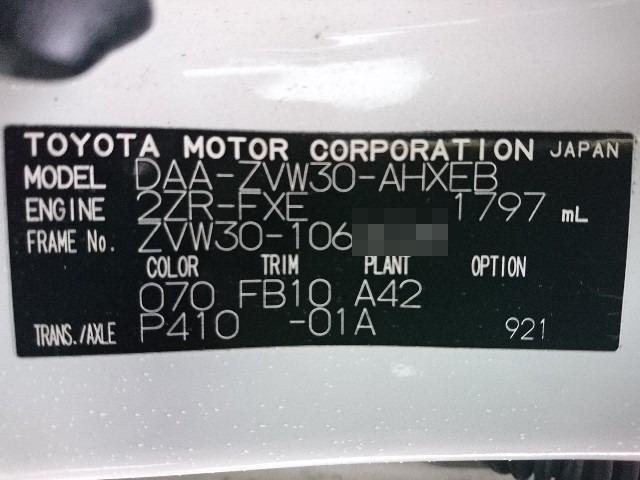 TOYOTA MOTOR CORPORATION JAPAN
MODEL DAA-ZVW30-AHXEB
ENGINE 2ZR-FXE 1797 mL
FRAME No. ZVW30-106
COLOR TRIM PLANT OPTION
070 FB10 A42
TRANS./AXLE P410 -01A 921